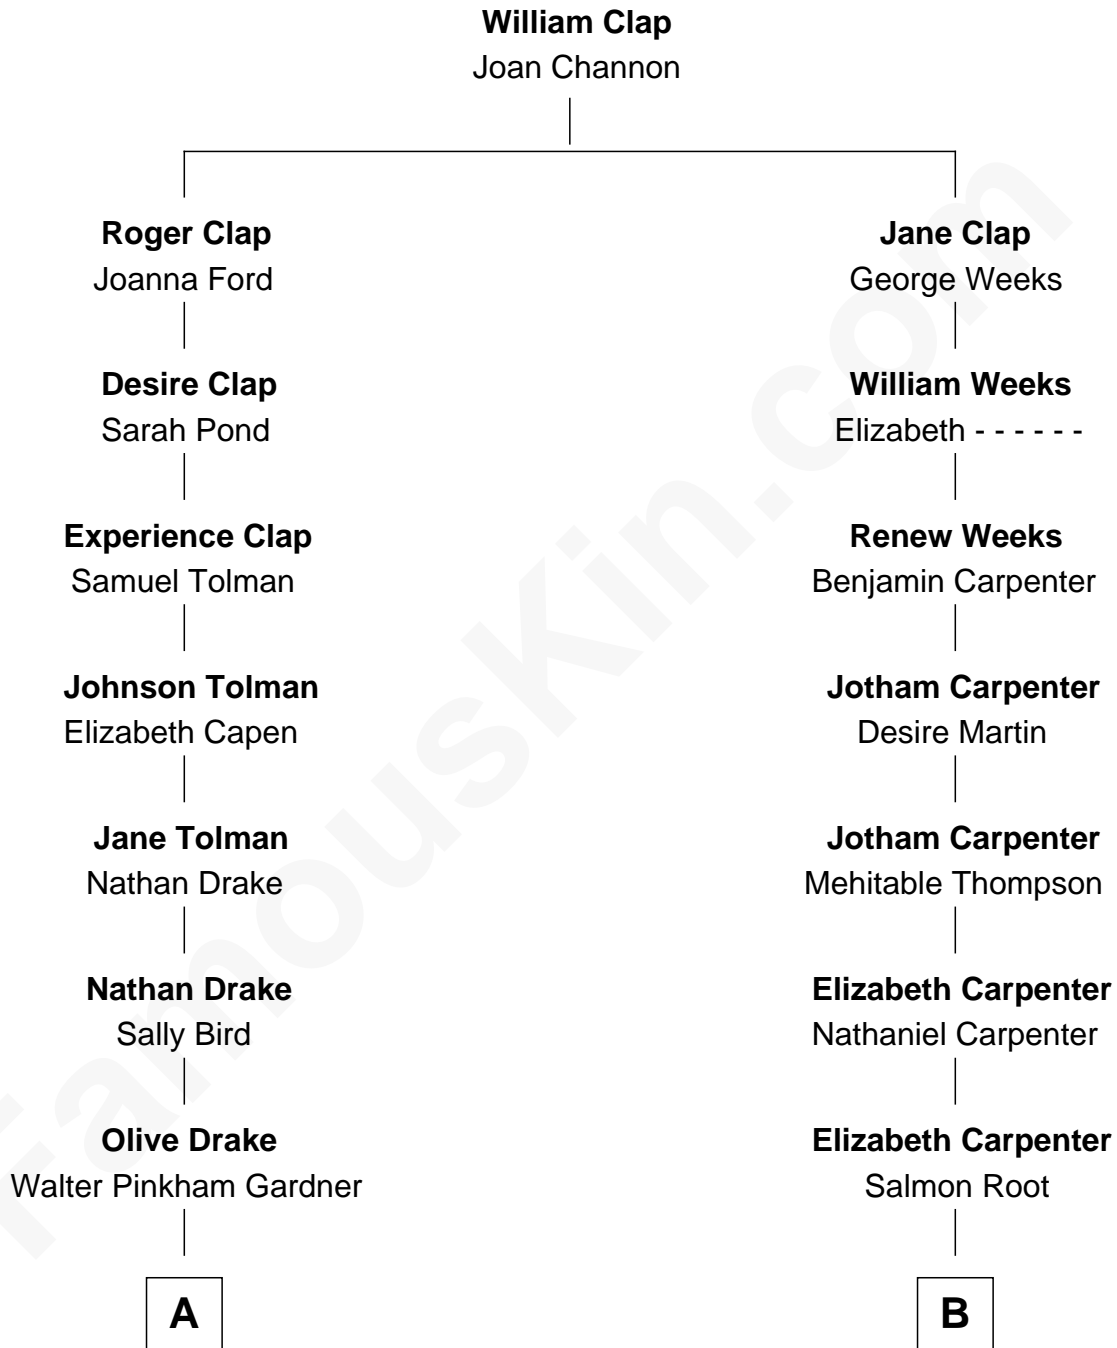 William Clap
Joan Channon
Roger Clap
Joanna Ford
Jane Clap
George Weeks
Desire Clap
Sarah Pond
William Weeks
Elizabeth - - - - - -
Experience Clap
Samuel Tolman
Renew Weeks
Benjamin Carpenter
Johnson Tolman
Elizabeth Capen
Jotham Carpenter
Desire Martin
Jane Tolman
Nathan Drake
Jotham Carpenter
Mehitable Thompson
Nathan Drake
Sally Bird
Elizabeth Carpenter
Nathaniel Carpenter
Olive Drake
Walter Pinkham Gardner
Elizabeth Carpenter
Salmon Root
A
B
FamousKin.com